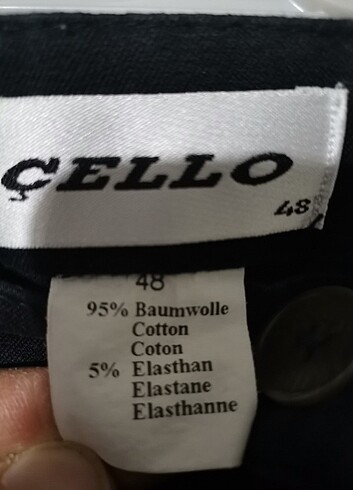 ÇELLO
48
48
95% Baumwolle
Cotton
Coton
5% Elasthan
Elastane
Elasthanne